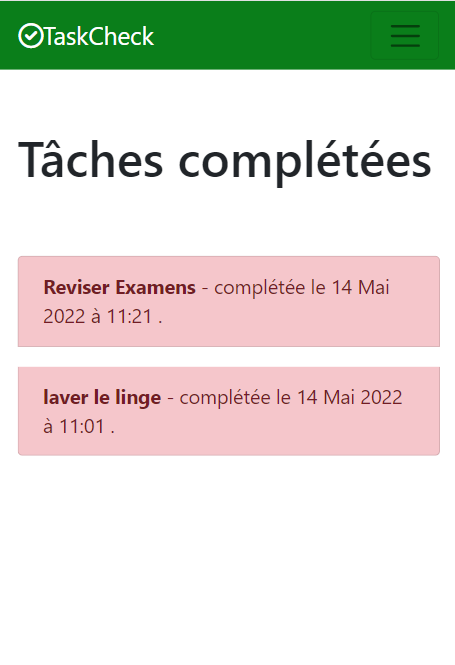 TaskCheck
Tâches complétées
Reviser Examens - complétée le 14 Mai
2022 à 11:21 .
laver le linge - complétée le 14 Mai 2022
à 11:01 .